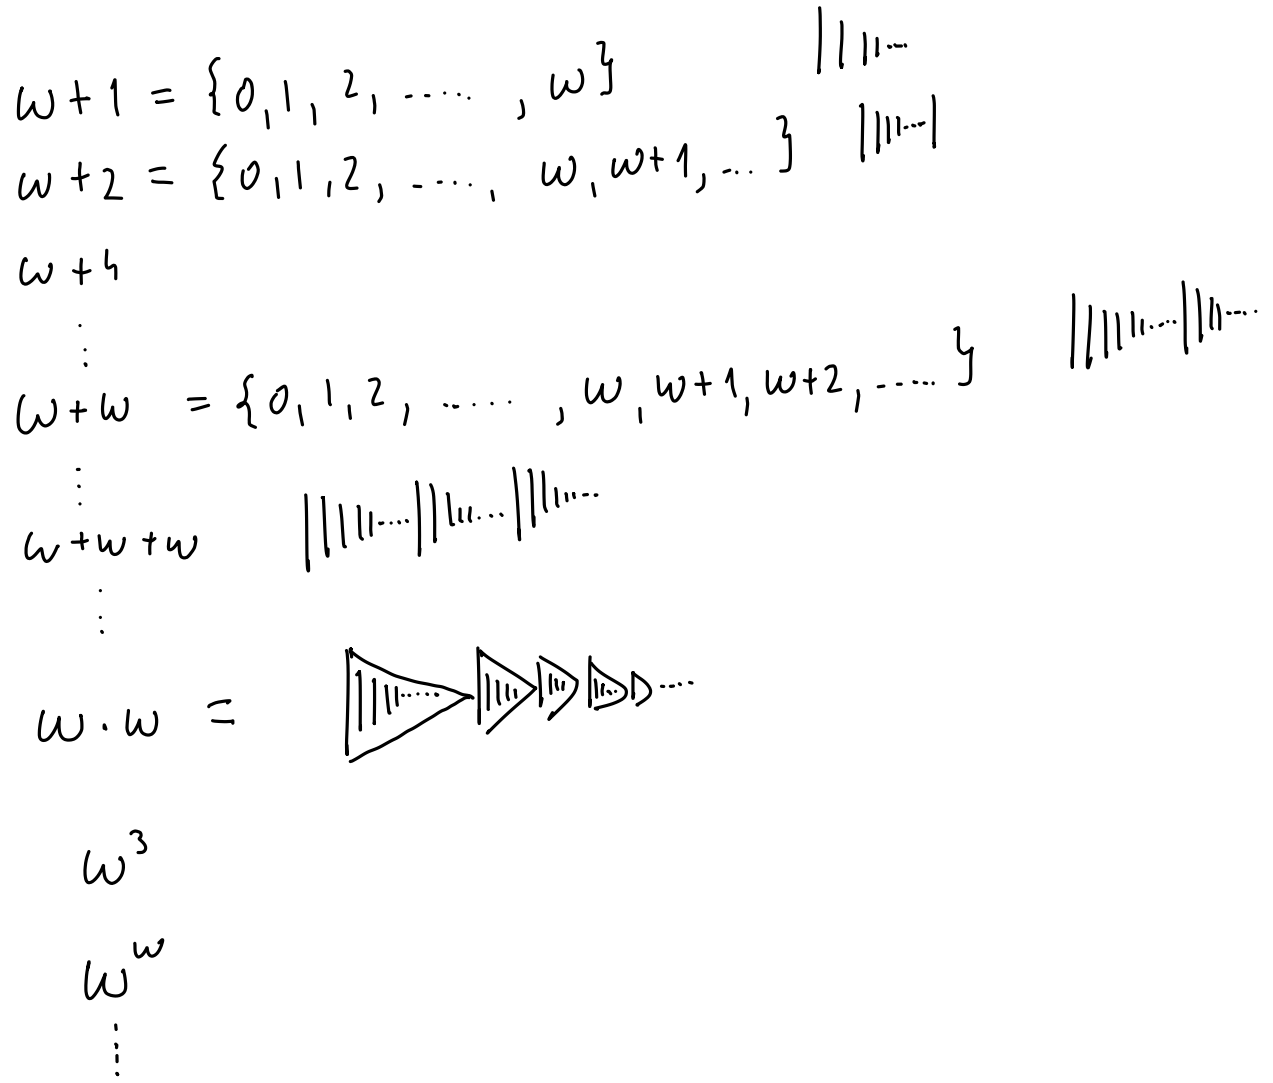 ω + 1 = {0, 1, 2, ..... , ω}
ω + 2 = {0, 1, 2, ....., ω, ω+1, ... }
ω + 4
⋮
ω + ω = {0, 1, 2, ...... , ω, ω+1, ω+2, ..... }
⋮
ω + ω + ω
⋮
ω · ω =
ω³
ω^ω
⋮